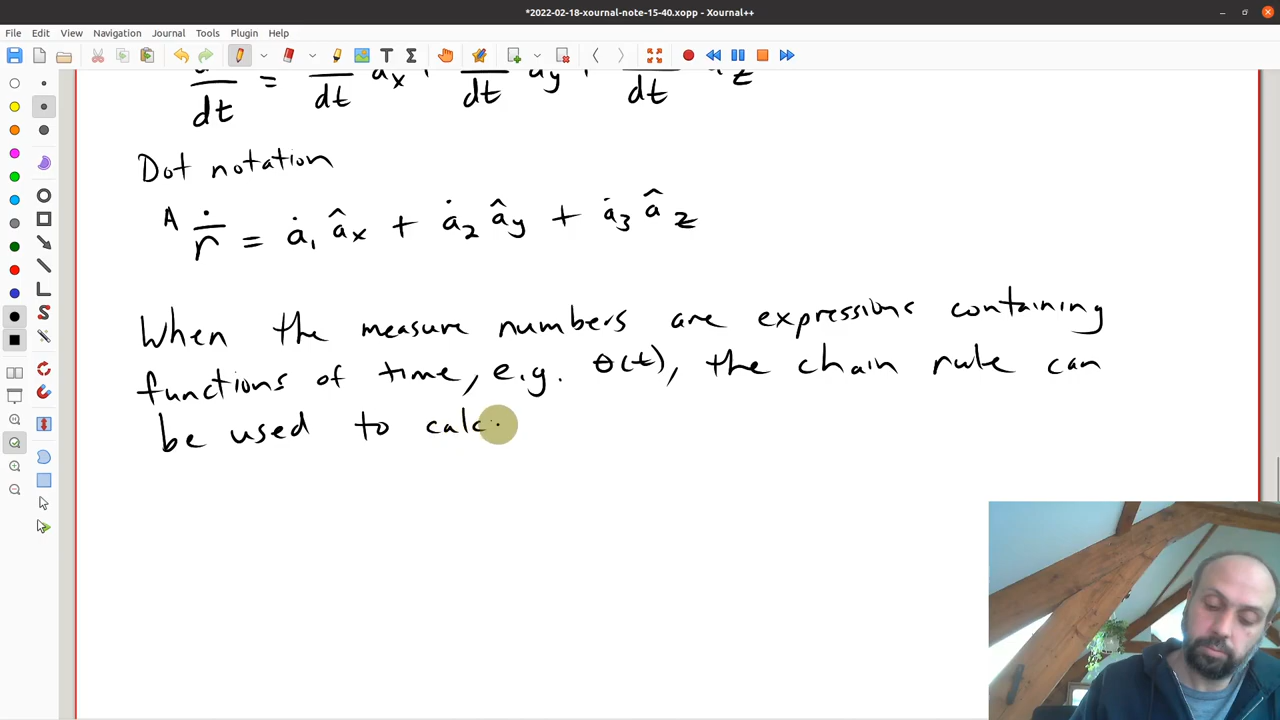 *2022-02-18-xournal-note-15-40.xopp - Xournal++
File Edit View Navigation Journal Tools Plugin Help
dt = dt ax + dt ay + dt az
Dot notation
A ṙ = ȧ₁ âx + ȧ₂ ây + ȧ₃ âz
When the measure numbers are expressions containing
functions of time, e.g. θ(t), the chain rule can
be used to calc